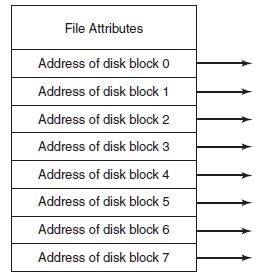 File Attributes
Address of disk block 0
Address of disk block 1
Address of disk block 2
Address of disk block 3
Address of disk block 4
Address of disk block 5
Address of disk block 6
Address of disk block 7